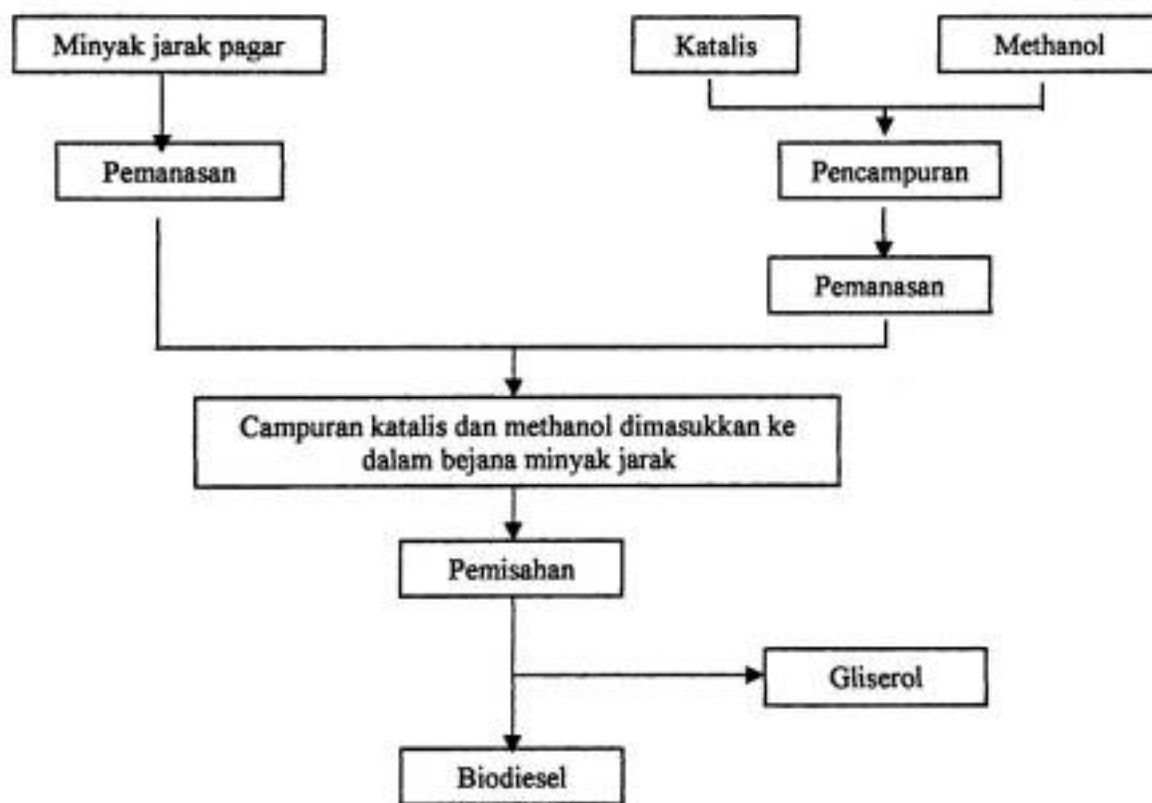 Minyak jarak pagar
Katalis
Methanol
Pemanasan
Pencampuran
Pemanasan
Campuran katalis dan methanol dimasukkan ke
dalam bejana minyak jarak
Pemisahan
Gliserol
Biodiesel